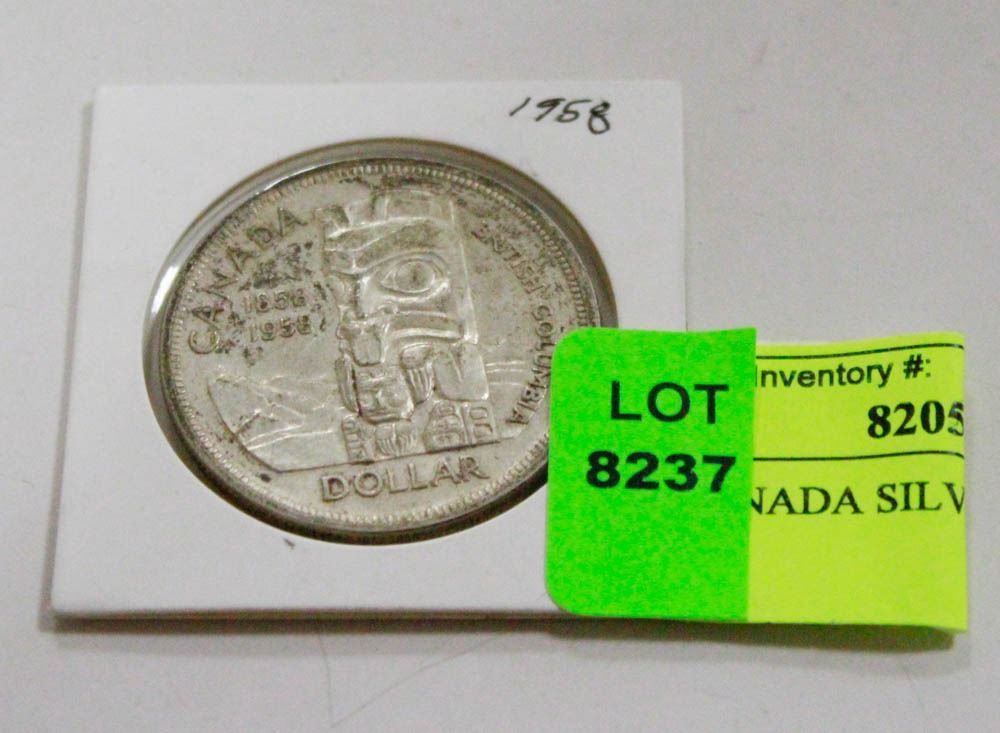 1958
CANADA
1858
1958
BRITISH COLUMBIA
DOLLAR
LOT
8237
Inventory #:
8205
NADA SILV